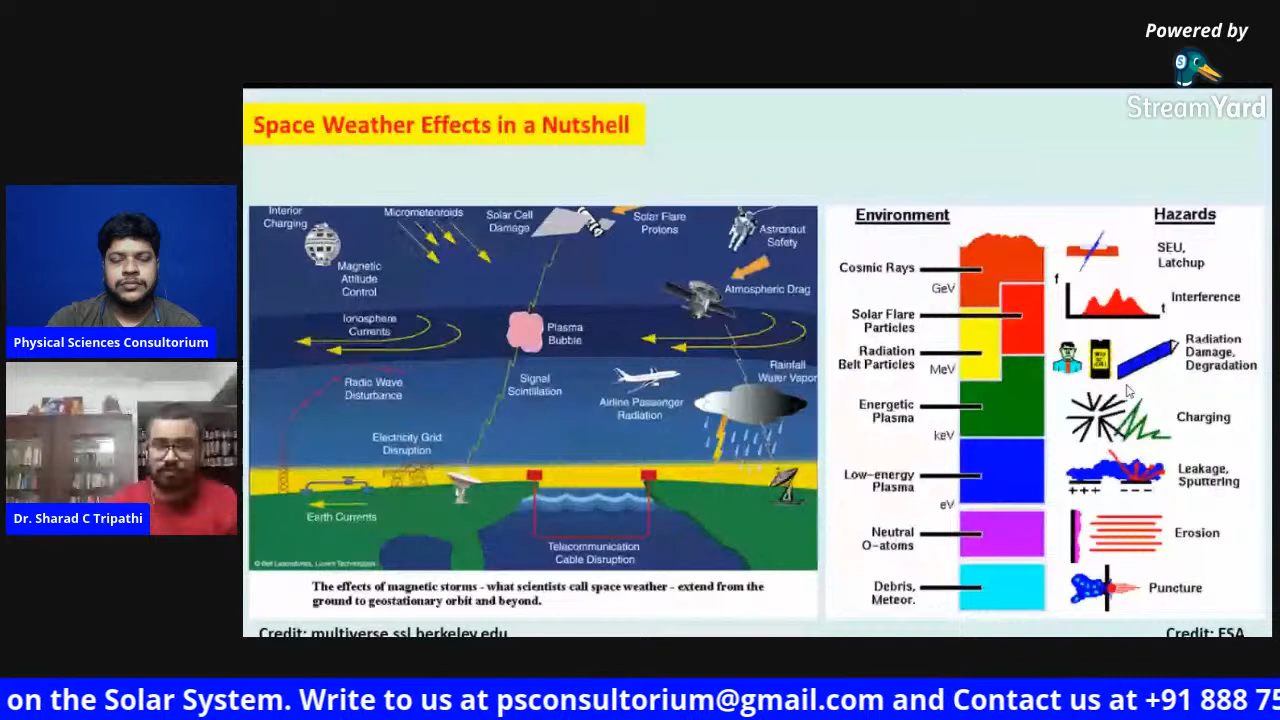 Powered by
StreamYard
Space Weather Effects in a Nutshell
Interior
Charging
Micrometeoroids
Solar Cell
Damage
Solar Flare
Protons
Astronaut
Safety
Magnetic
Attitude
Control
Atmospheric Drag
Ionosphere
Currents
Plasma
Bubble
Radio Wave
Disturbance
Signal
Scintillation
Airline Passenger
Radiation
Rainfall
Water Vapor
Electricity Grid
Disruption
Earth Currents
Telecommunication
Cable Disruption
© Bell Laboratories, Lucent Technologies
The effects of magnetic storms - what scientists call space weather - extend from the
ground to geostationary orbit and beyond.
Credit: multiverse.ssl.berkeley.edu
Environment
Hazards
Cosmic Rays
GeV
Solar Flare
Particles
Radiation
Belt Particles
MeV
Energetic
Plasma
keV
Low-energy
Plasma
eV
Neutral
O-atoms
Debris,
Meteor.
SEU,
Latchup
f
t
Interference
Radiation
Damage,
Degradation
Charging
+++
---
Leakage,
Sputtering
Erosion
Puncture
Credit: ESA
Physical Sciences Consultorium
Dr. Sharad C Tripathi
on the Solar System. Write to us at psconsultorium@gmail.com and Contact us at +91 888 75